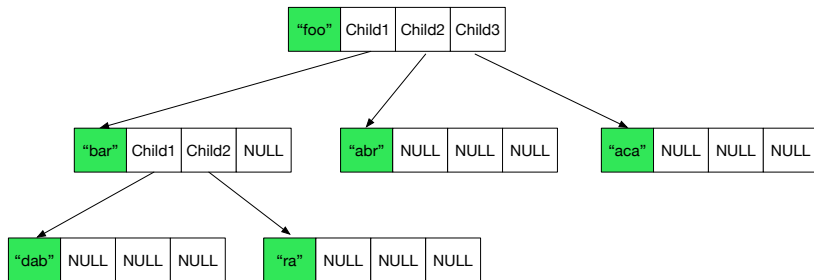 “foo” Child1 Child2 Child3
“bar” Child1 Child2 NULL “abr” NULL NULL NULL “aca” NULL NULL NULL
“dab” NULL NULL NULL “ra” NULL NULL NULL